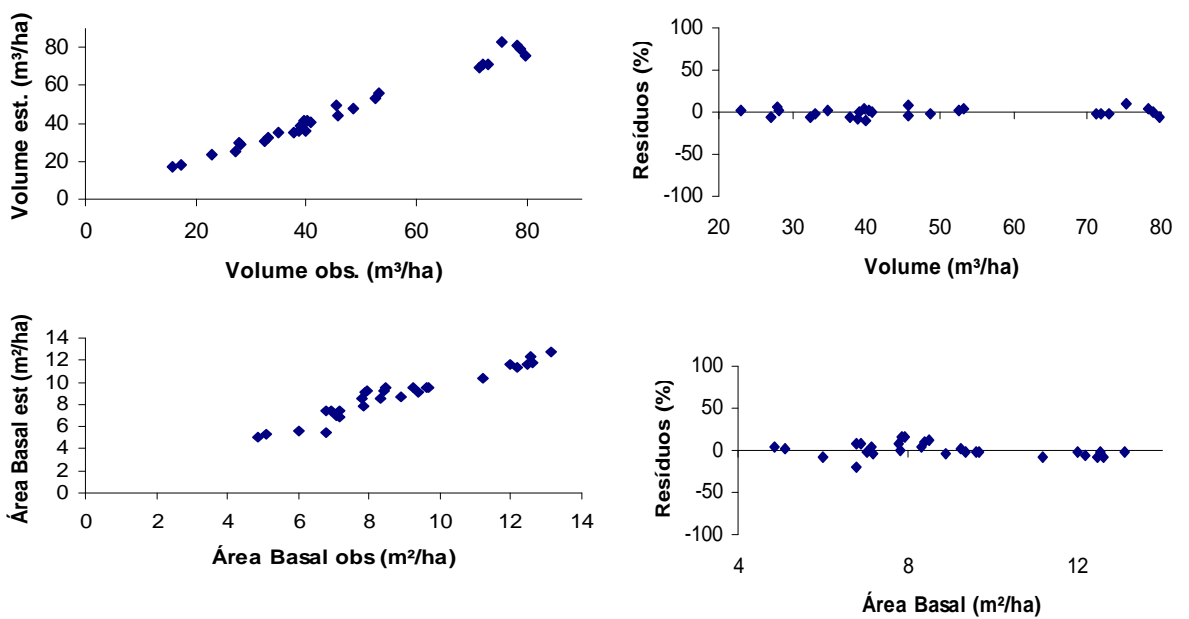 Volume est. (m³/ha)
80
60
40
20
0
0 20 40 60 80
Volume obs. (m³/ha)
Resíduos (%)
100
50
0
-50
-100
20 30 40 50 60 70 80
Volume (m³/ha)
Área Basal est (m²/ha)
14
12
10
8
6
4
2
0
0 2 4 6 8 10 12 14
Área Basal obs (m²/ha)
Resíduos (%)
100
50
0
-50
-100
4 8 12
Área Basal (m²/ha)